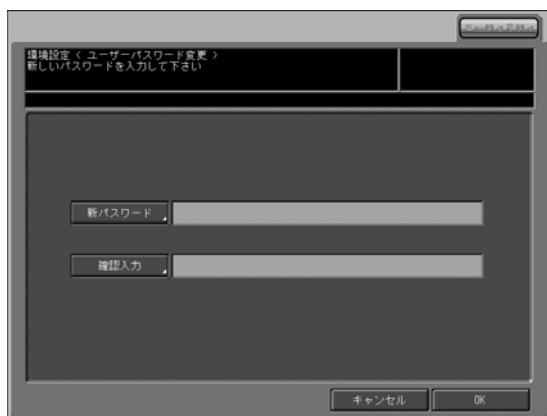 環境設定 < ユーザーパスワード変更 >
新しいパスワードを入力して下さい
新パスワード
確認入力
キャンセル
OK